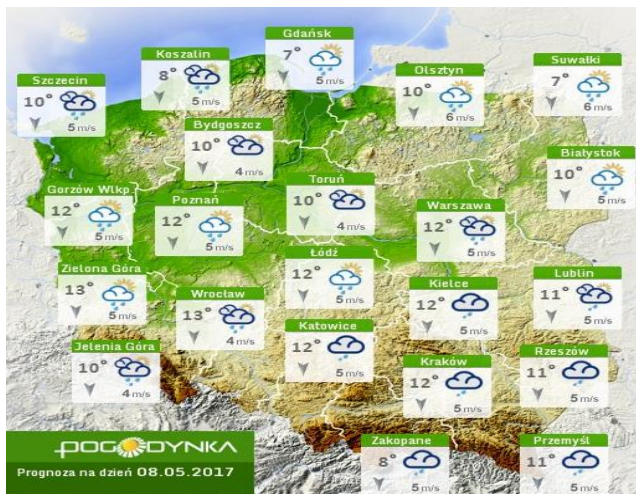 Gdańsk
7°
5 m/s
Koszalin
8°
5 m/s
Szczecin
10°
5 m/s
Olsztyn
10°
6 m/s
Suwałki
7°
6 m/s
Bydgoszcz
10°
4 m/s
Białystok
10°
5 m/s
Gorzów Wlkp
12°
5 m/s
Poznań
12°
5 m/s
Toruń
10°
4 m/s
Warszawa
12°
5 m/s
Zielona Góra
13°
5 m/s
Łódź
12°
5 m/s
Wrocław
13°
4 m/s
Kielce
12°
5 m/s
Lublin
11°
5 m/s
Jelenia Góra
10°
4 m/s
Katowice
12°
5 m/s
Kraków
12°
5 m/s
Rzeszów
11°
5 m/s
Zakopane
8°
5 m/s
Przemyśl
11°
5 m/s
POGODYNKA
Prognoza na dzień 08.05.2017